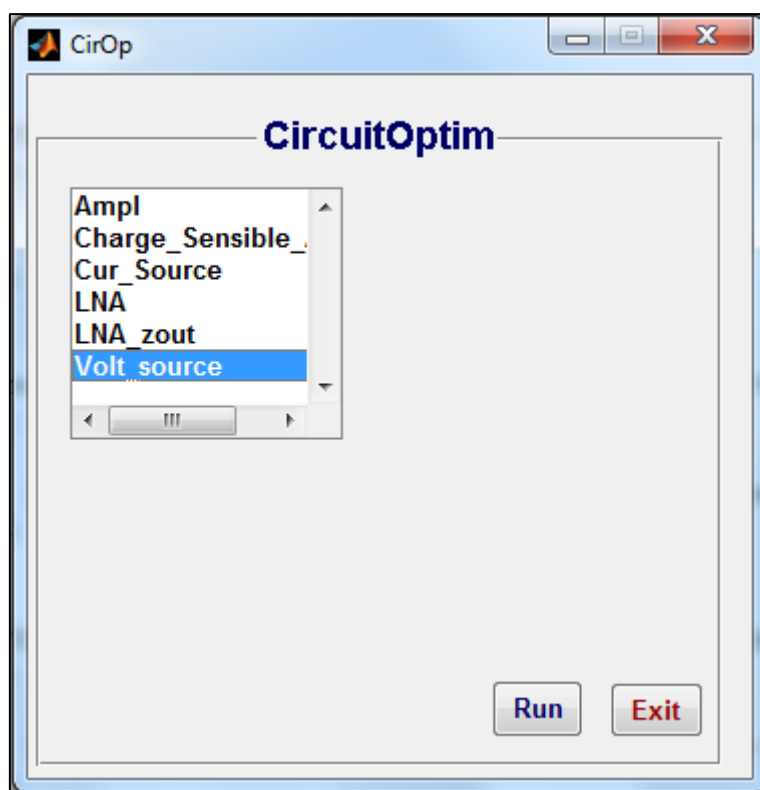 CirOp
CircuitOptim
Ampl
Charge_Sensible_
Cur_Source
LNA
LNA_zout
Volt_source
Run Exit